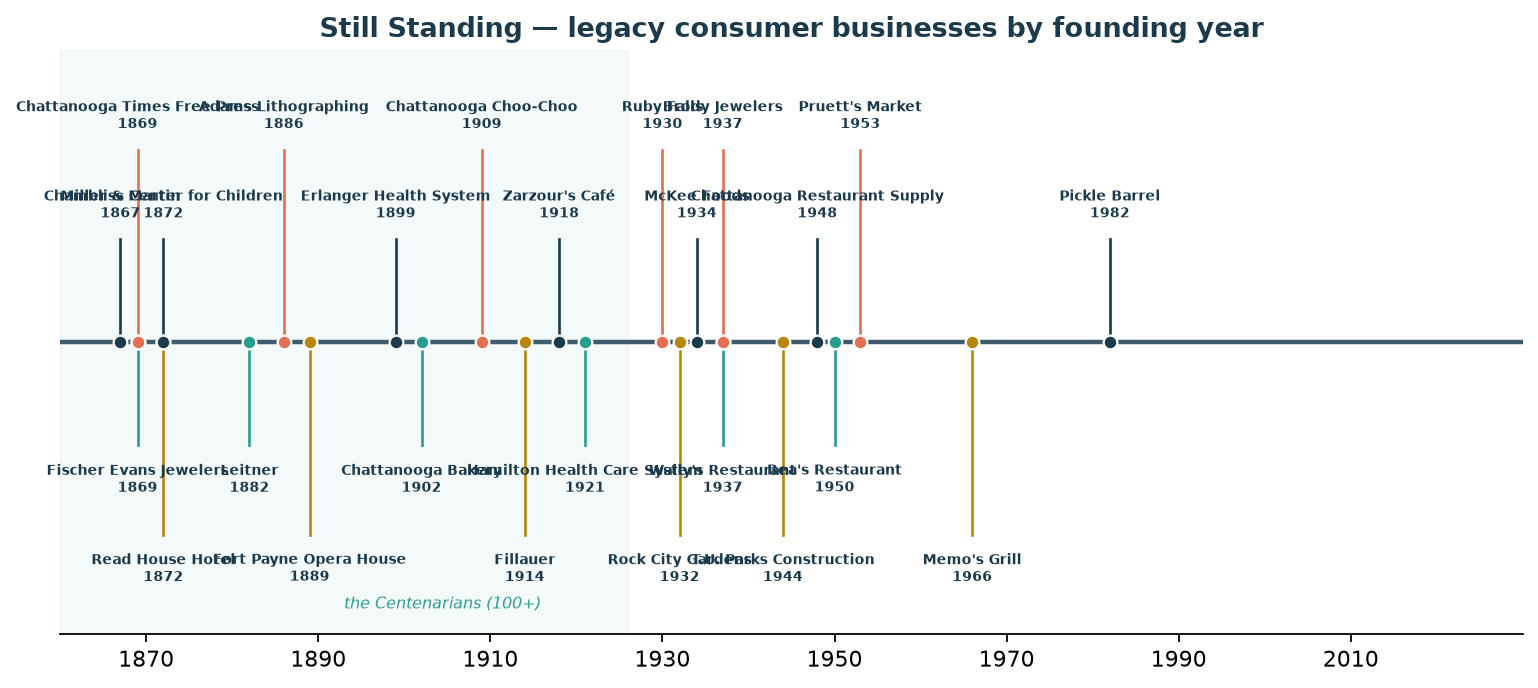 Still Standing — legacy consumer businesses by founding year
Chattanooga Times Free Press
1869
Adams Lithographing
1886
Chattanooga Choo-Choo
1909
Ruby Falls
1930
Brody Jewelers
1937
Pruett's Market
1953
Chambliss Center for Children
1872
Miller & Martin
1867
Erlanger Health System
1899
Zarzour's Café
1918
McKee Foods
1934
Chattanooga Restaurant Supply
1948
Pickle Barrel
1982
Fischer Evans Jewelers
1869
Leitner
1882
Chattanooga Bakery
1902
Hamilton Health Care System
1921
Wally's Restaurant
1937
Bea's Restaurant
1950
Read House Hotel
1872
Fort Payne Opera House
1889
Fillauer
1914
Rock City Gardens
1932
Parks Construction
1944
Memo's Grill
1966
the Centenarians (100+)
1870 1890 1910 1930 1950 1970 1990 2010